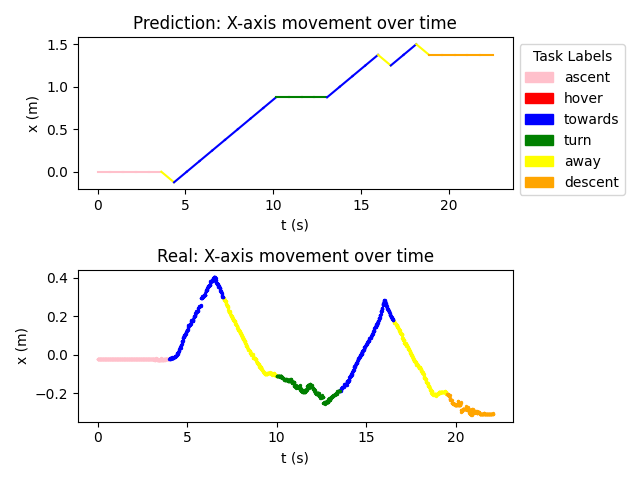 Prediction: X-axis movement over time
1.5
1.0
0.5
0.0
x (m)
0 5 10 15 20
t (s)
Task Labels
ascent
hover
towards
turn
away
descent
Real: X-axis movement over time
0.4
0.2
0.0
−0.2
x (m)
0 5 10 15 20
t (s)